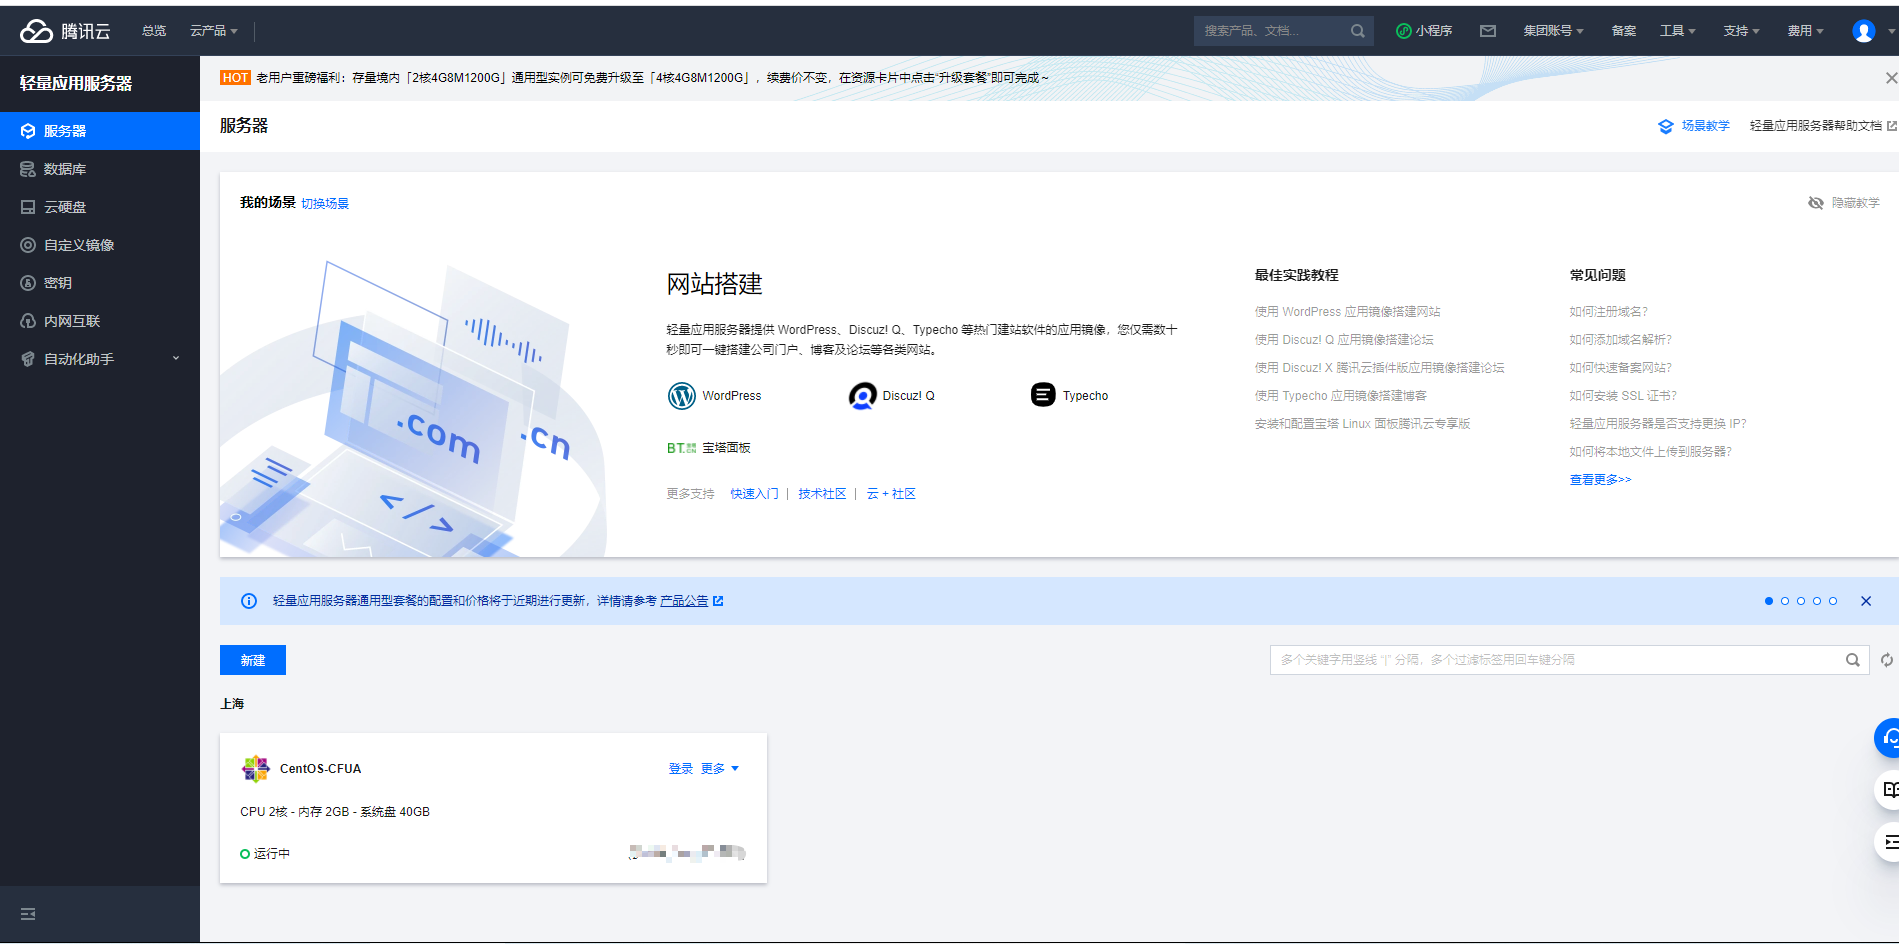 腾讯云
总览
云产品
搜索产品、文档...
小程序
集团账号
备案
工具
支持
费用
轻量应用服务器
服务器
数据库
云硬盘
自定义镜像
密钥
内网互联
自动化助手
HOT 老用户重磅福利：存量境内「2核4G8M1200G」通用型实例可免费升级至「4核4G8M1200G」，续费价不变，在资源卡片中点击“升级套餐”即可完成～
服务器
场景教学
轻量应用服务器帮助文档
我的场景 切换场景
隐藏教学
.com
.cn
</>
网站搭建
轻量应用服务器提供 WordPress、Discuz! Q、Typecho 等热门建站软件的应用镜像，您仅需数十
秒即可一键搭建公司门户、博客及论坛等各类网站。
WordPress
Discuz! Q
Typecho
宝塔面板
更多支持 快速入门 | 技术社区 | 云 + 社区
最佳实践教程
使用 WordPress 应用镜像搭建网站
使用 Discuz! Q 应用镜像搭建论坛
使用 Discuz! X 腾讯云插件版应用镜像搭建论坛
使用 Typecho 应用镜像搭建博客
安装和配置宝塔 Linux 面板腾讯云专享版
常见问题
如何注册域名?
如何添加域名解析?
如何快速备案网站?
如何安装 SSL 证书?
轻量应用服务器是否支持更换 IP?
如何将本地文件上传到服务器?
查看更多>>
轻量应用服务器通用型套餐的配置和价格将于近期进行更新，详情请参考 产品公告
新建
多个关键字用竖线 “|” 分隔，多个过滤标签用回车键分隔
上海
CentOS-CFUA
登录 更多
CPU 2核 - 内存 2GB - 系统盘 40GB
运行中